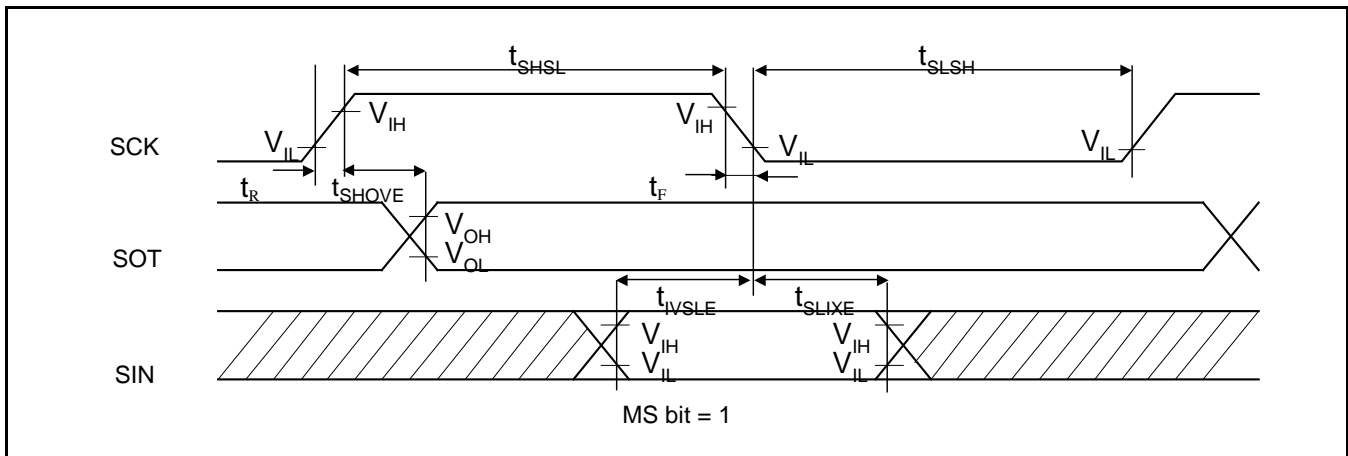 tSHSL
tSLSH
SCK
VIL
VIH
VIH
VIL
VIL
tR
tSHOVE
tF
SOT
VOH
VOL
tIVSLE
tSLIXE
SIN
VIH
VIH
VIL
VIL
MS bit = 1